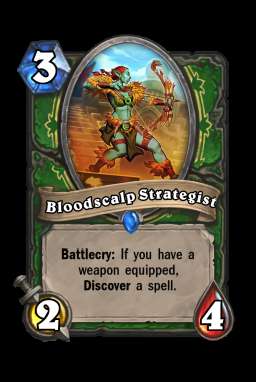 3
Bloodscalp Strategist
Battlecry: If you have a
weapon equipped,
Discover a spell.
2
4